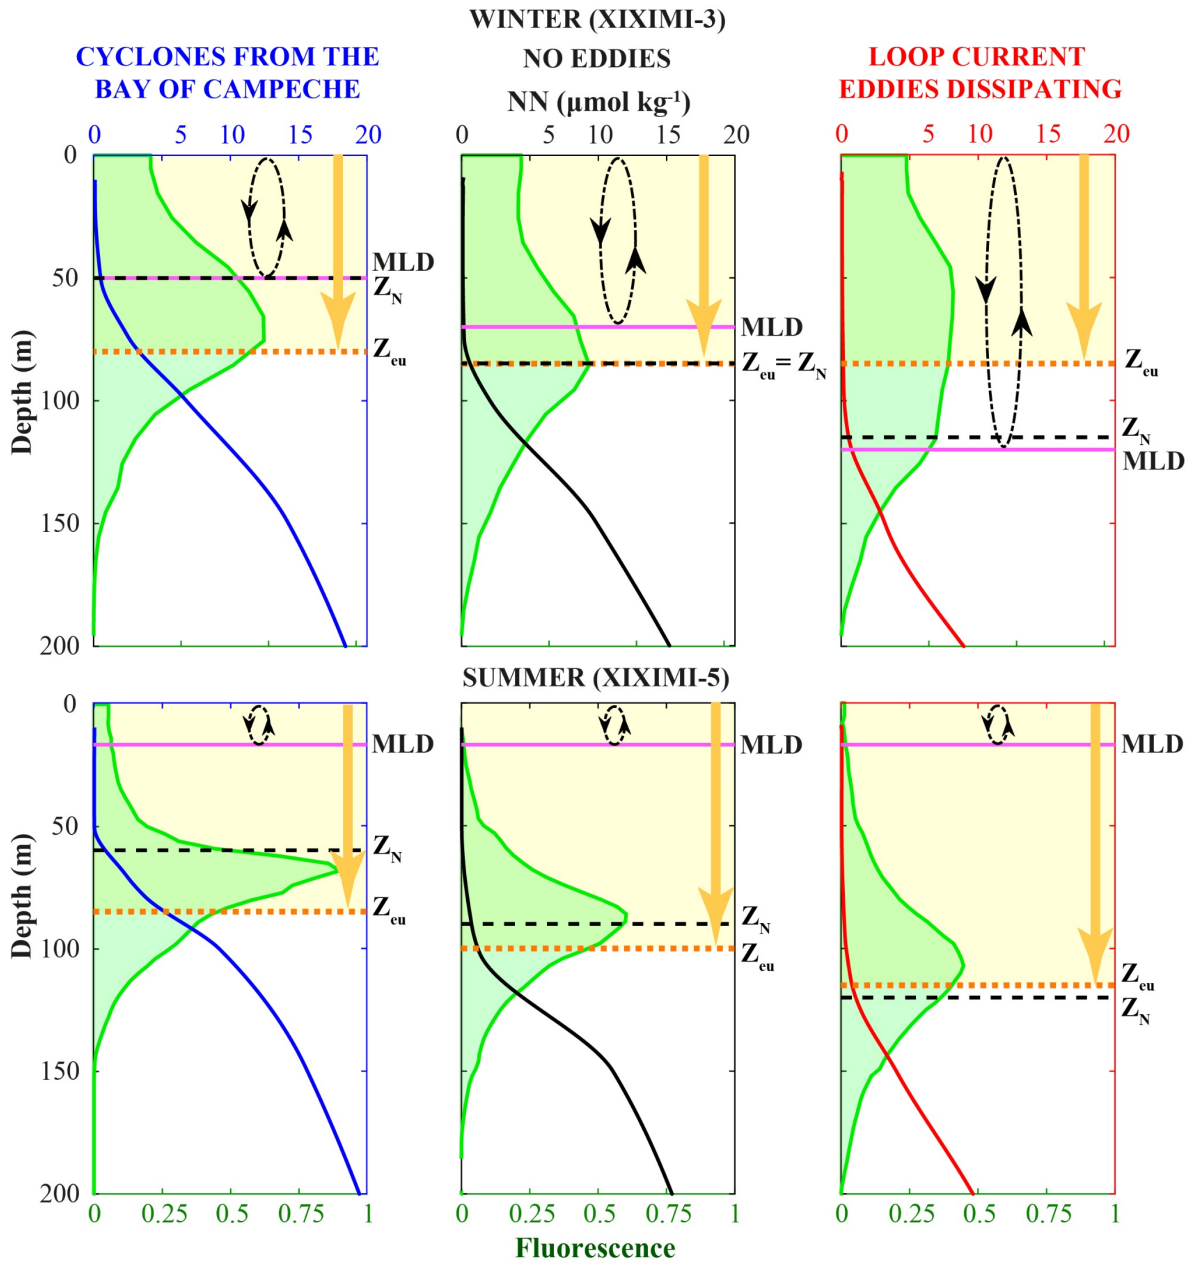 WINTER (XIXIMI-3)
CYCLONES FROM THE
BAY OF CAMPECHE
NO EDDIES
NN (µmol kg⁻¹)
LOOP CURRENT
EDDIES DISSIPATING
0 5 10 15 20
0 5 10 15 20
0 5 10 15 20
Depth (m)
0
50
100
150
200
MLD
Z_N
Z_eu
MLD
Z_eu = Z_N
Z_eu
Z_N
MLD
SUMMER (XIXIMI-5)
Depth (m)
0
50
100
150
200
MLD
Z_N
Z_eu
MLD
Z_N
Z_eu
MLD
Z_eu
Z_N
0 0.25 0.5 0.75 1
0 0.25 0.5 0.75 1
0 0.25 0.5 0.75 1
Fluorescence